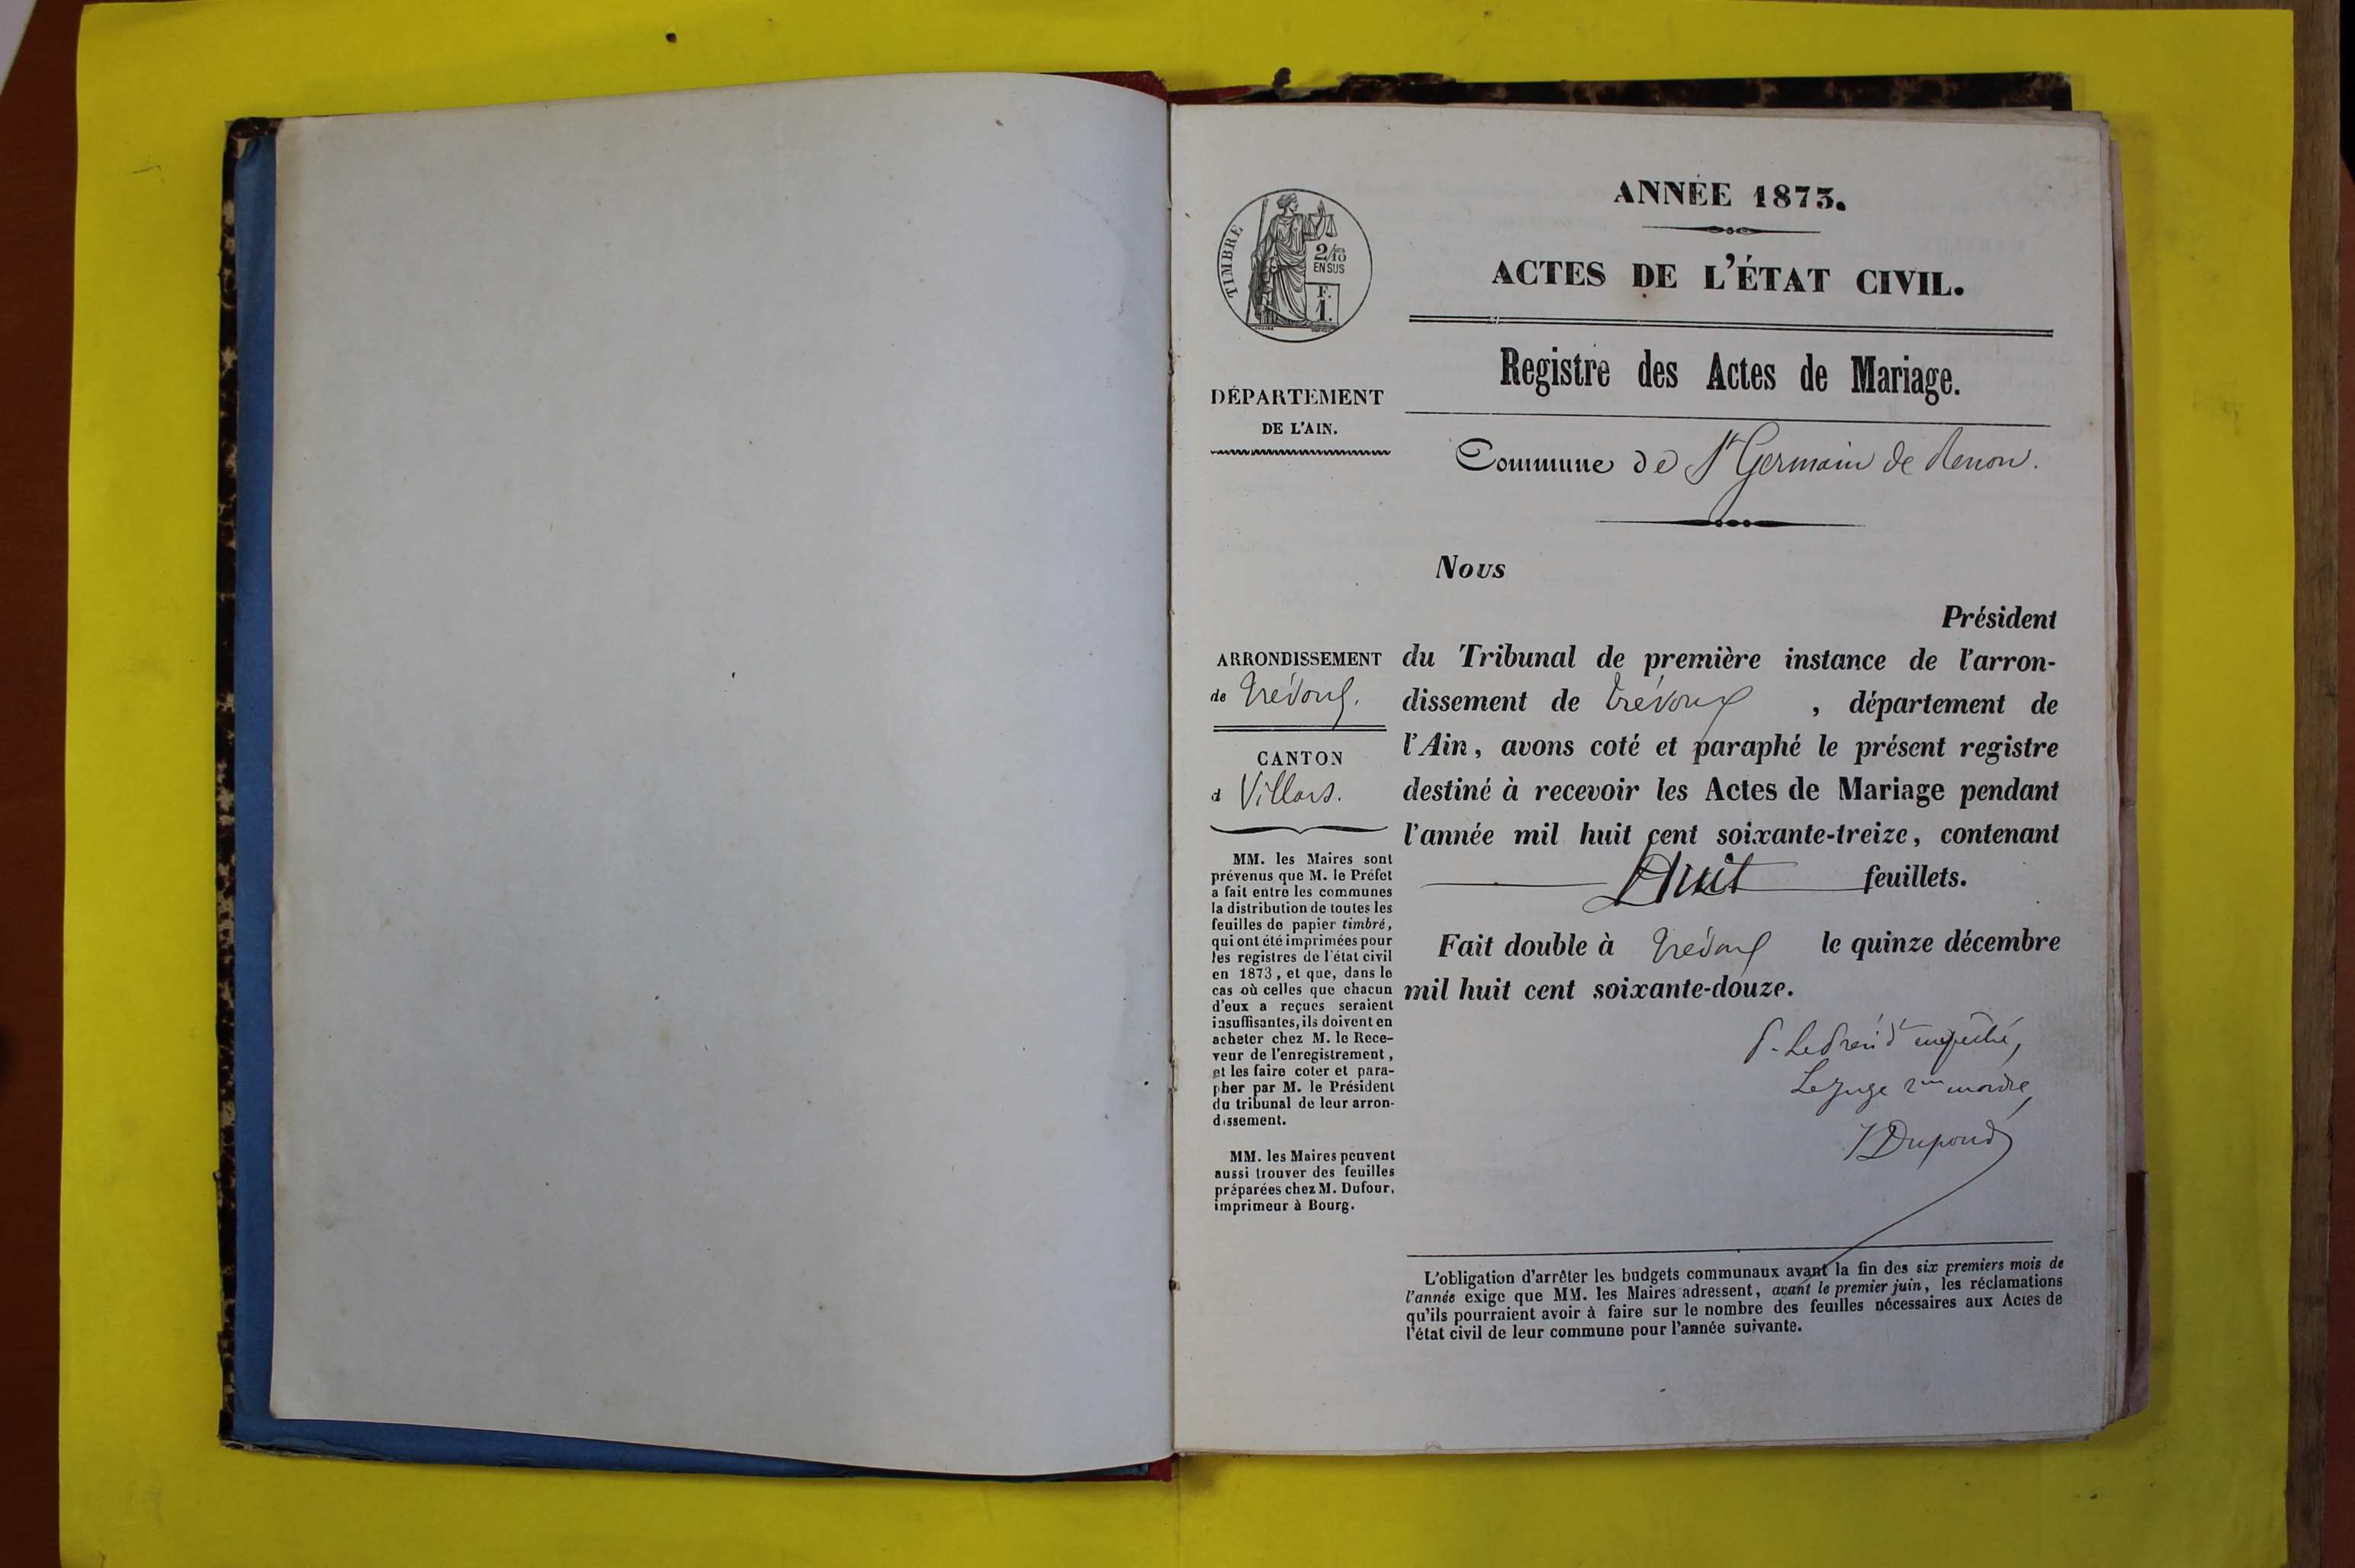 ANNÉE 1873.
ACTES DE L'ÉTAT CIVIL.
Registre des Actes de Mariage.
Commune de St Germain de Renon.
TIMBRE
2/10
EN SUS
F.
1.
DÉPARTEMENT
DE L'AIN.
ARRONDISSEMENT
de Trévoux.
CANTON
d Villars.
MM. les Maires sont
prévenus que M. le Préfet
a fait entre les communes
la distribution de toutes les
feuilles de papier timbré,
qui ont été imprimées pour
les registres de l'état civil
en 1873, et que, dans le
cas où celles que chacun
d'eux a reçues seraient
insuffisantes, ils doivent en
acheter chez M. le Rece-
veur de l'enregistrement,
et les faire coter et para-
pher par M. le Président
du tribunal de leur arron-
dissement.
MM. les Maires peuvent
aussi trouver des feuilles
préparées chez M. Dufour,
imprimeur à Bourg.
Nous
Président
du Tribunal de première instance de l'arron-
dissement de Trévoux, département de
l'Ain, avons coté et paraphé le présent registre
destiné à recevoir les Actes de Mariage pendant
l'année mil huit cent soixante-treize, contenant
huit feuillets.
Fait double à Trévoux le quinze décembre
mil huit cent soixante-douze.
P. Le Présidt empêché,
Le Juge
Dupond
L'obligation d'arrêter les budgets communaux avant la fin des six premiers mois de
l'année exige que MM. les Maires adressent, avant le premier juin, les réclamations
qu'ils pourraient avoir à faire sur le nombre des feuilles nécessaires aux Actes de
l'état civil de leur commune pour l'année suivante.